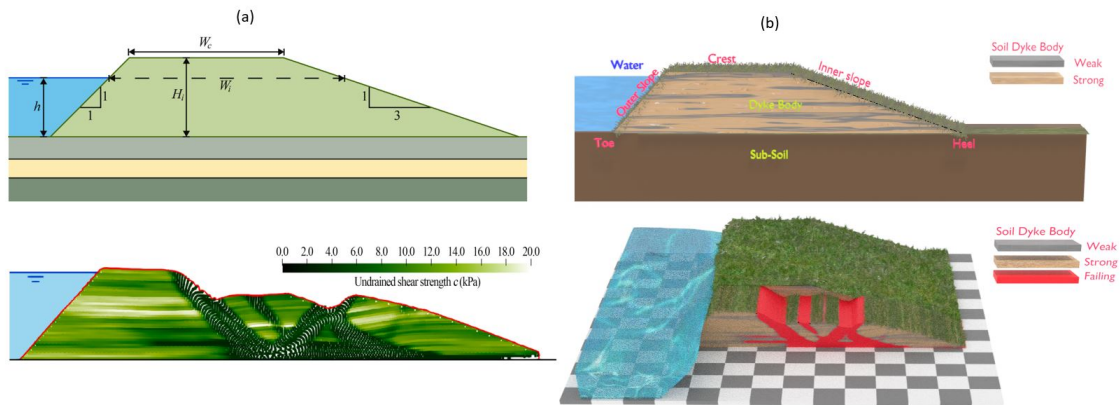 (a)
W_c
h
H_i
W_i
1
1
1
3
0.0 2.0 4.0 6.0 8.0 10.0 12.0 14.0 16.0 18.0 20.0
Undrained shear strength c (kPa)
(b)
Water
Crest
Outer Slope
Inner slope
Dyke Body
Toe
Heel
Sub-Soil
Soil Dyke Body
Weak
Strong
Soil Dyke Body
Weak
Strong
Failing